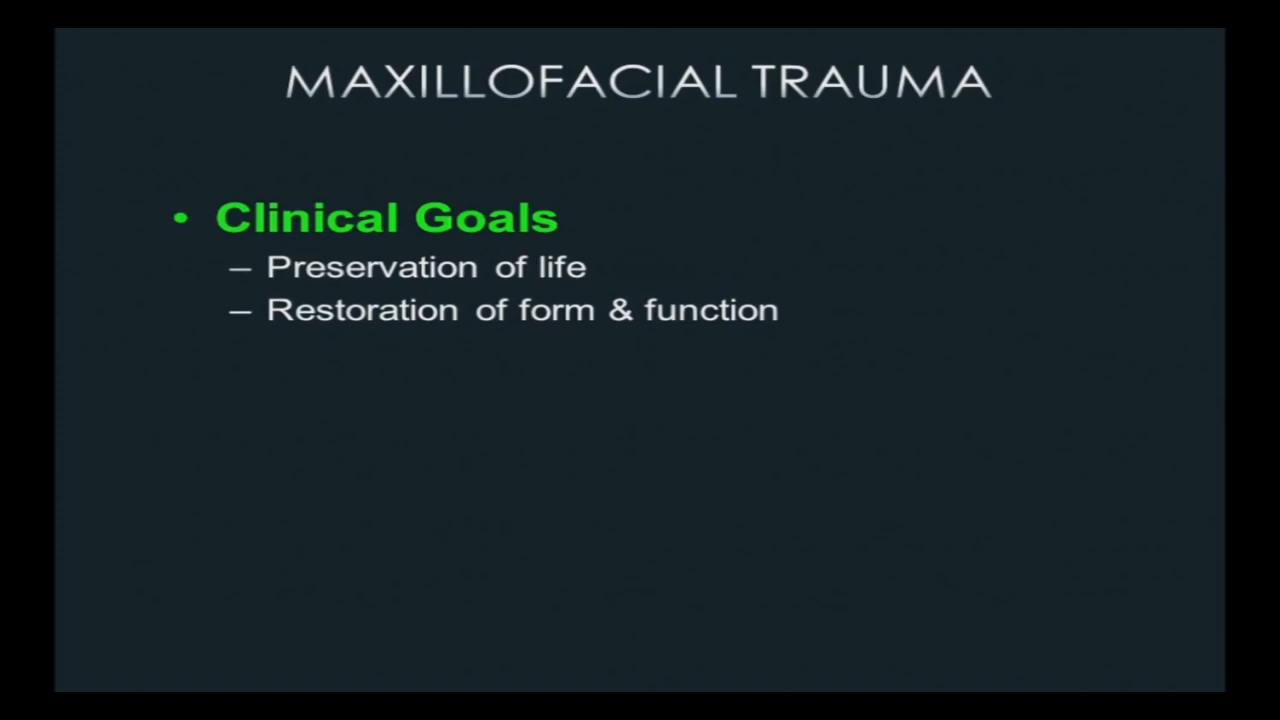 MAXILLOFACIAL TRAUMA
• Clinical Goals
– Preservation of life
– Restoration of form & function